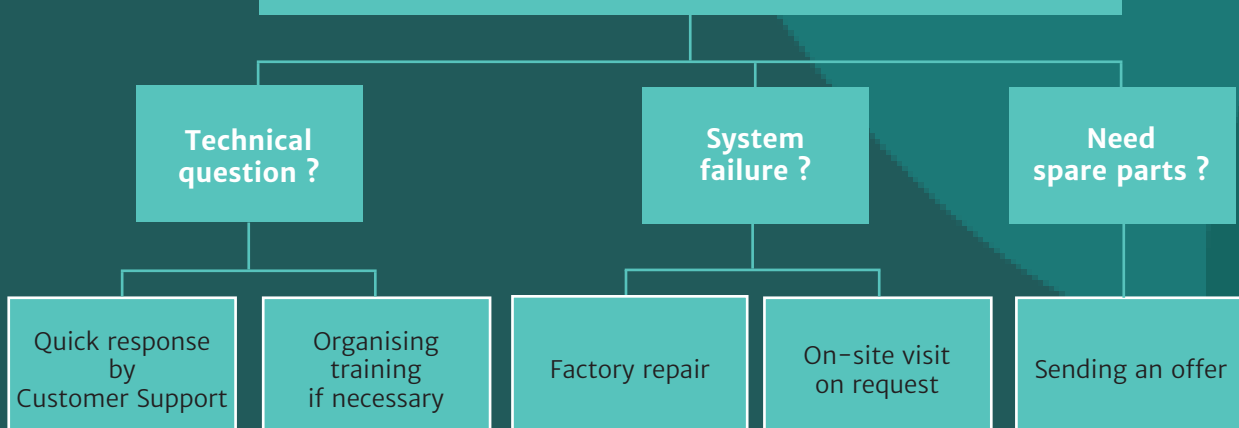 Technical
question ?
System
failure ?
Need
spare parts ?
Quick response
by
Customer Support
Organising
training
if necessary
Factory repair
On-site visit
on request
Sending an offer